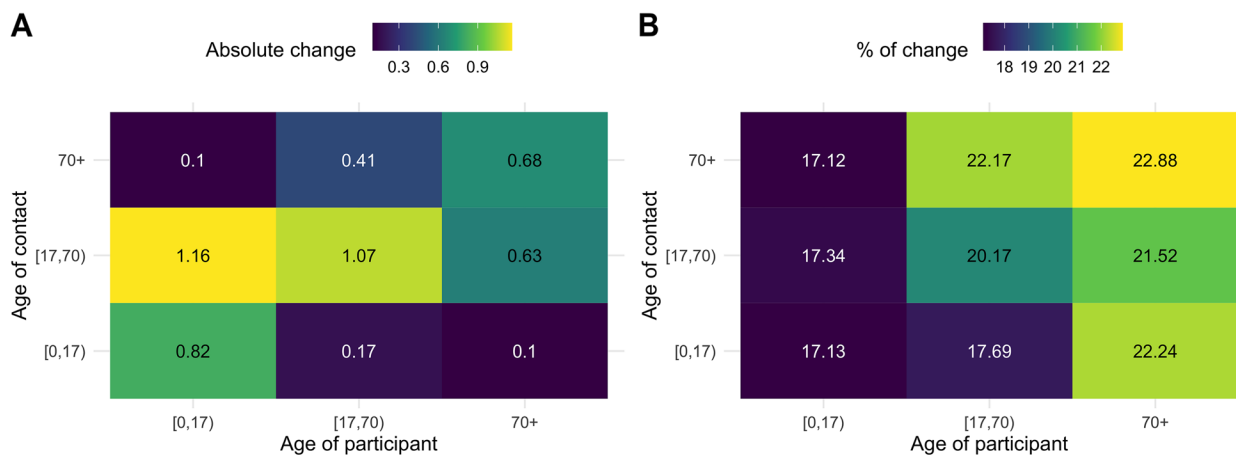 A
Absolute change
0.3 0.6 0.9
Age of contact
70+
[17,70)
[0,17)
0.1 0.41 0.68
1.16 1.07 0.63
0.82 0.17 0.1
[0,17) [17,70) 70+
Age of participant
B
% of change
18 19 20 21 22
Age of contact
70+
[17,70)
[0,17)
17.12 22.17 22.88
17.34 20.17 21.52
17.13 17.69 22.24
[0,17) [17,70) 70+
Age of participant